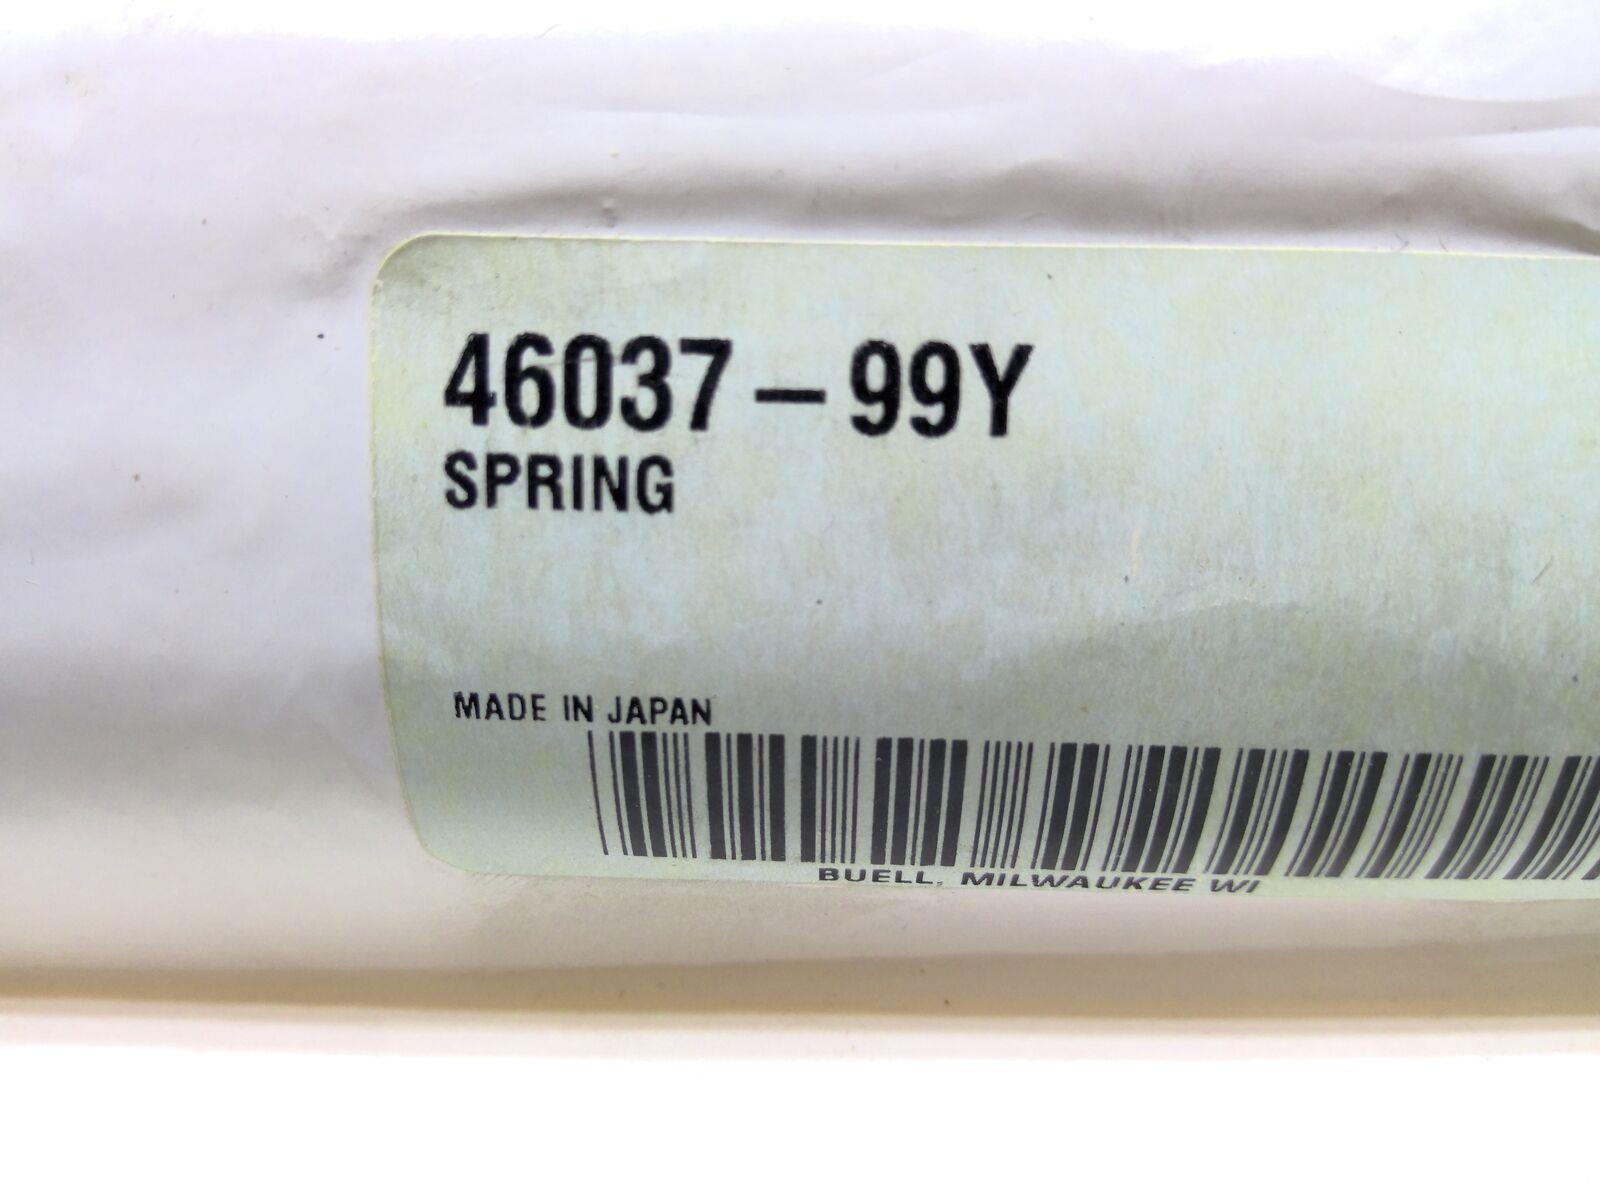 46037-99Y
SPRING
MADE IN JAPAN
BUELL, MILWAUKEE WI